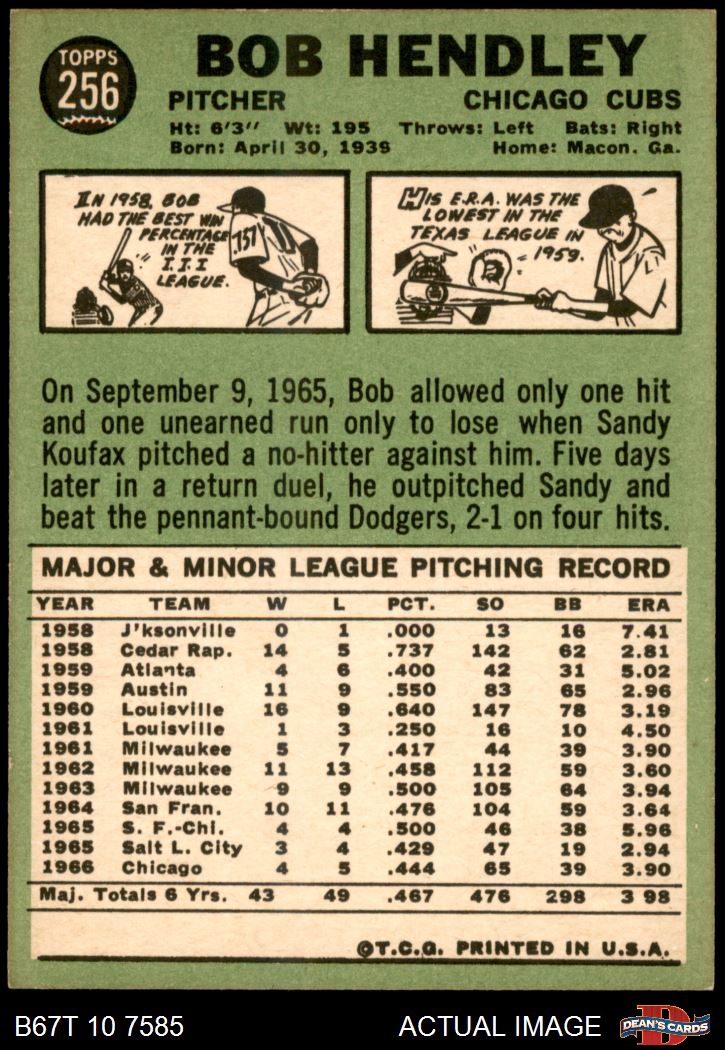 TOPPS
256
BOB HENDLEY
PITCHER CHICAGO CUBS
Ht: 6'3" Wt: 195 Throws: Left Bats: Right
Born: April 30, 1939 Home: Macon. Ga.
IN 1958, BOB
HAD THE BEST WIN
PERCENTAGE
IN THE
I.I.I
LEAGUE.
757
HIS E.R.A. WAS THE
LOWEST IN THE
TEXAS LEAGUE IN
1959.
On September 9, 1965, Bob allowed only one hit
and one unearned run only to lose when Sandy
Koufax pitched a no-hitter against him. Five days
later in a return duel, he outpitched Sandy and
beat the pennant-bound Dodgers, 2-1 on four hits.
MAJOR & MINOR LEAGUE PITCHING RECORD
YEAR TEAM W L PCT. SO BB ERA
1958 J'ksonville 0 1 .000 13 16 7.41
1958 Cedar Rap. 14 5 .737 142 62 2.81
1959 Atlanta 4 6 .400 42 31 5.02
1959 Austin 11 9 .550 83 65 2.96
1960 Louisville 16 9 .640 147 78 3.19
1961 Louisville 1 3 .250 16 10 4.50
1961 Milwaukee 5 7 .417 44 39 3.90
1962 Milwaukee 11 13 .458 112 59 3.60
1963 Milwaukee 9 9 .500 105 64 3.94
1964 San Fran. 10 11 .476 104 59 3.64
1965 S. F.-Chi. 4 4 .500 46 38 5.96
1965 Salt L. City 3 4 .429 47 19 2.94
1966 Chicago 4 5 .444 65 39 3.90
Maj. Totals 6 Yrs. 43 49 .467 476 298 3 98
©T.C.G. PRINTED IN U.S.A.
B67T 10 7585 ACTUAL IMAGE D DEAN'S CARDS